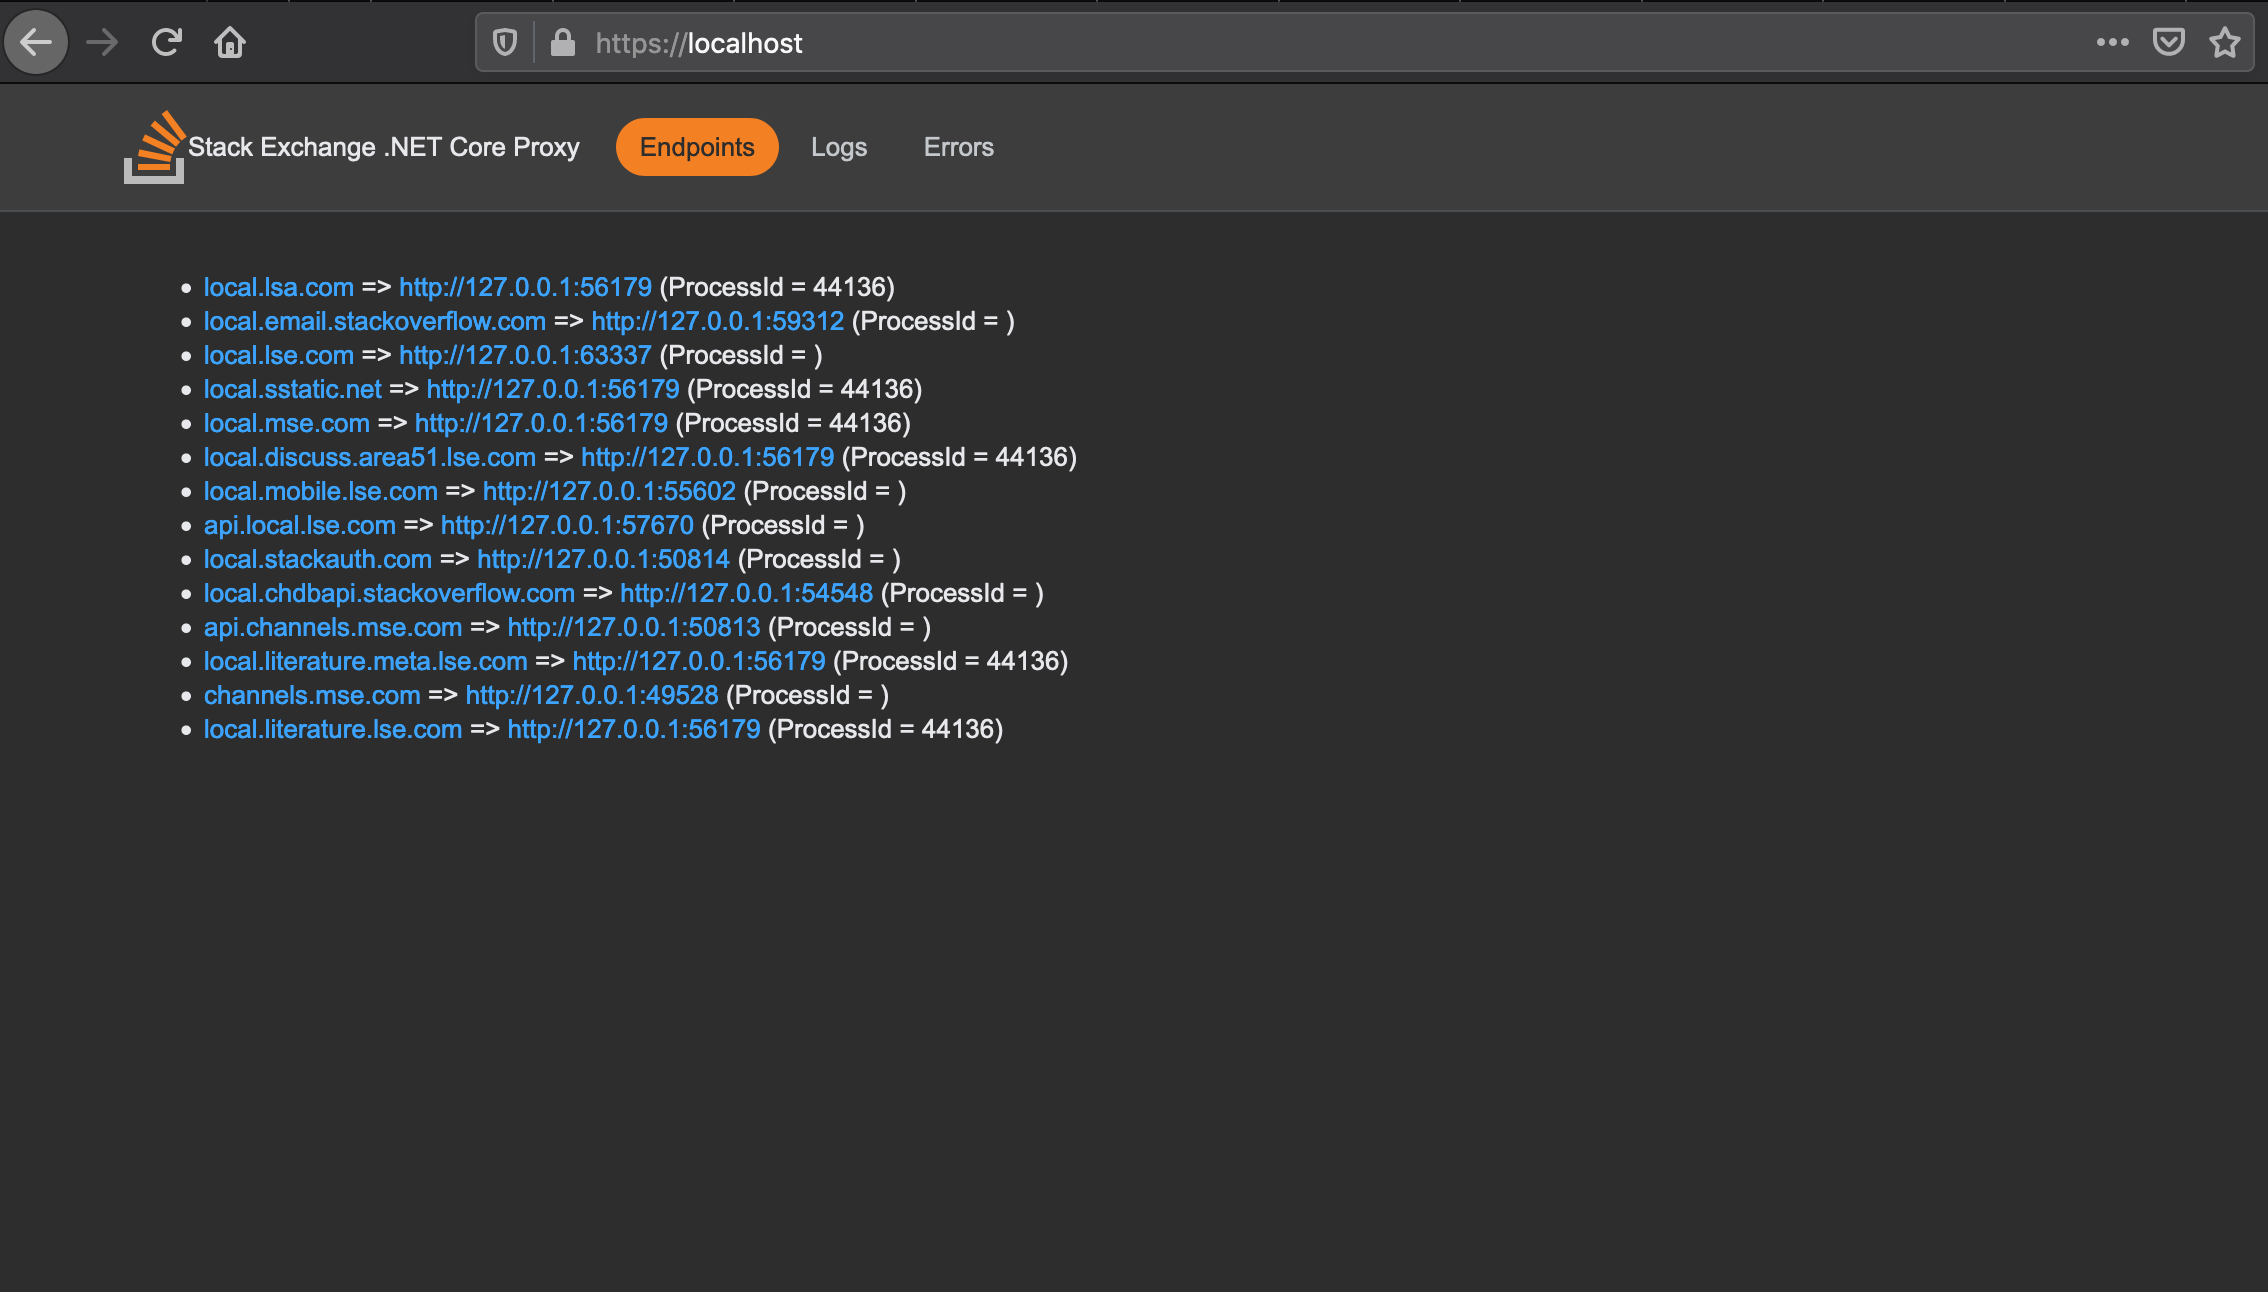 https://localhost
Stack Exchange .NET Core Proxy Endpoints Logs Errors
local.lsa.com => http://127.0.0.1:56179 (ProcessId = 44136)
local.email.stackoverflow.com => http://127.0.0.1:59312 (ProcessId = )
local.lse.com => http://127.0.0.1:63337 (ProcessId = )
local.sstatic.net => http://127.0.0.1:56179 (ProcessId = 44136)
local.mse.com => http://127.0.0.1:56179 (ProcessId = 44136)
local.discuss.area51.lse.com => http://127.0.0.1:56179 (ProcessId = 44136)
local.mobile.lse.com => http://127.0.0.1:55602 (ProcessId = )
api.local.lse.com => http://127.0.0.1:57670 (ProcessId = )
local.stackauth.com => http://127.0.0.1:50814 (ProcessId = )
local.chdbapi.stackoverflow.com => http://127.0.0.1:54548 (ProcessId = )
api.channels.mse.com => http://127.0.0.1:50813 (ProcessId = )
local.literature.meta.lse.com => http://127.0.0.1:56179 (ProcessId = 44136)
channels.mse.com => http://127.0.0.1:49528 (ProcessId = )
local.literature.lse.com => http://127.0.0.1:56179 (ProcessId = 44136)